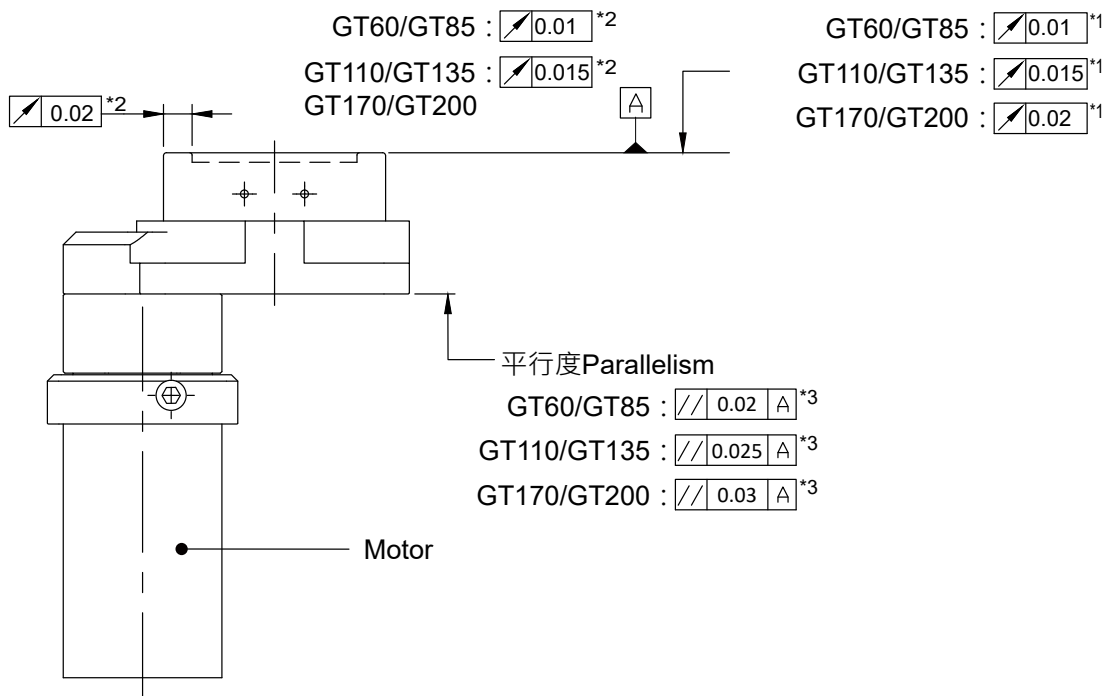 GT60/GT85 : 0.01 *2
GT110/GT135 : 0.015 *2
GT170/GT200
GT60/GT85 : 0.01 *1
GT110/GT135 : 0.015 *1
GT170/GT200 : 0.02 *1
0.02 *2
A
平行度Parallelism
GT60/GT85 : // 0.02 A *3
GT110/GT135 : // 0.025 A *3
GT170/GT200 : // 0.03 A *3
Motor